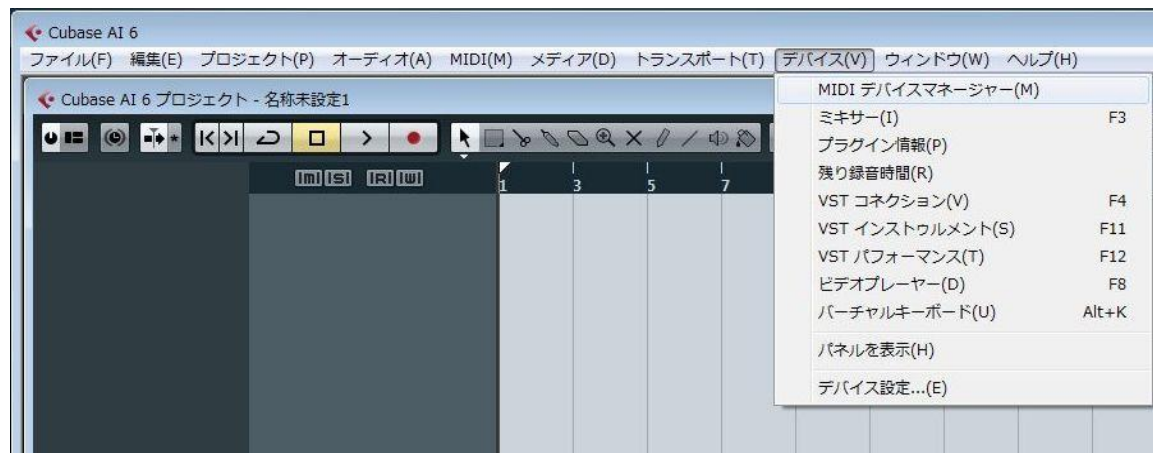 Cubase AI 6
ファイル(F) 編集(E) プロジェクト(P) オーディオ(A) MIDI(M) メディア(D) トランスポート(T) デバイス(V) ウィンドウ(W) ヘルプ(H)
Cubase AI 6 プロジェクト - 名称未設定1
m S R W
1 3 5 7
MIDI デバイスマネージャー(M)
ミキサー(I) F3
プラグイン情報(P)
残り録音時間(R)
VST コネクション(V) F4
VST インストゥルメント(S) F11
VST パフォーマンス(T) F12
ビデオプレーヤー(D) F8
バーチャルキーボード(U) Alt+K
パネルを表示(H)
デバイス設定...(E)